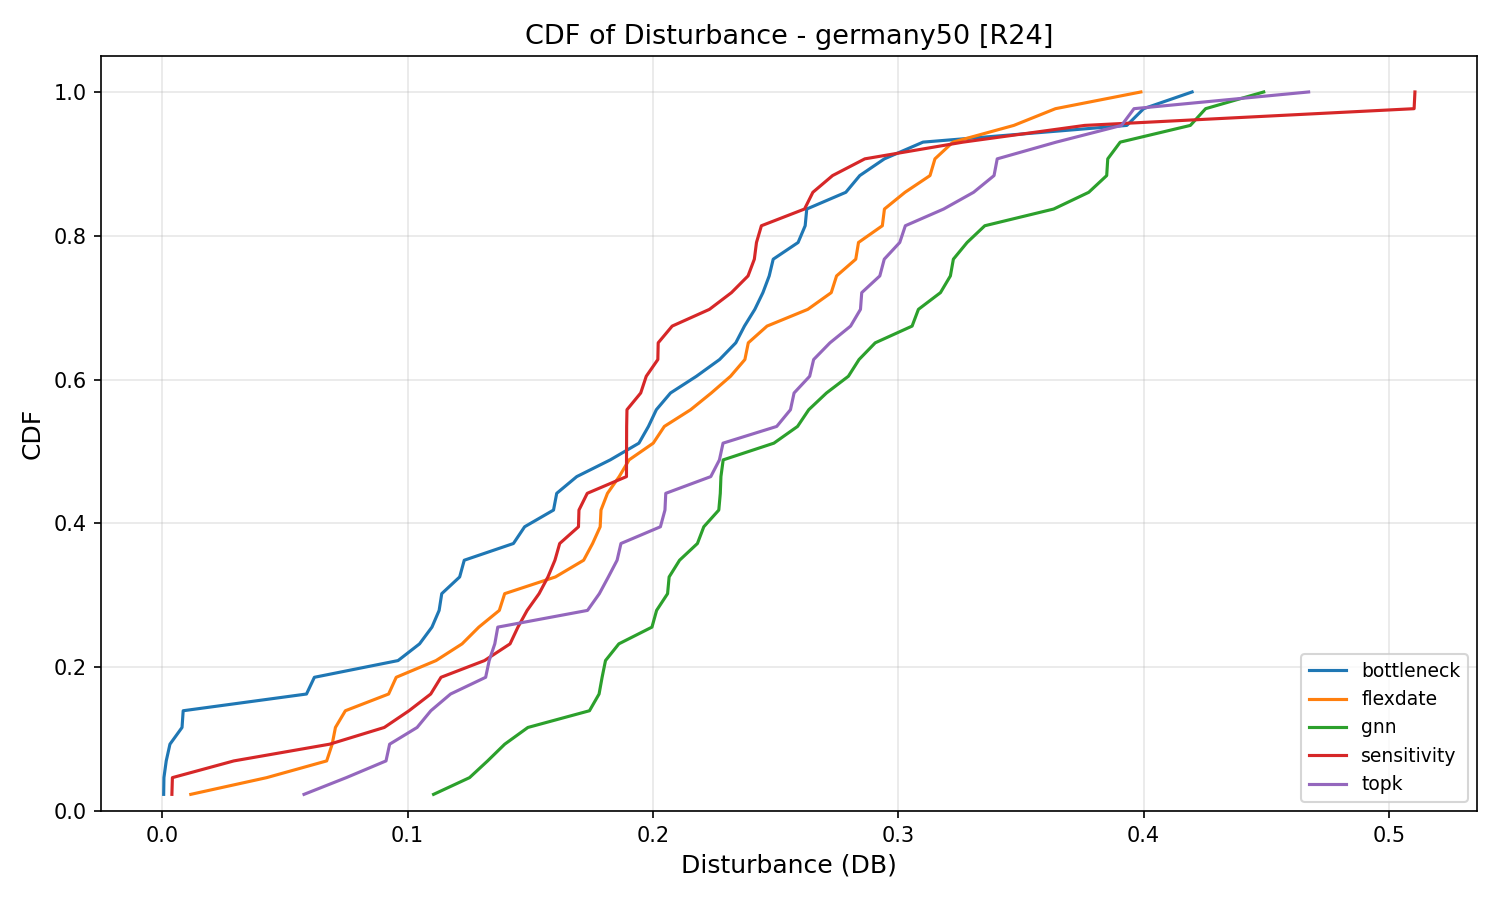 CDF of Disturbance - germany50 [R24]
CDF
1.0
0.8
0.6
0.4
0.2
0.0
0.0 0.1 0.2 0.3 0.4 0.5
Disturbance (DB)
bottleneck
flexdate
gnn
sensitivity
topk